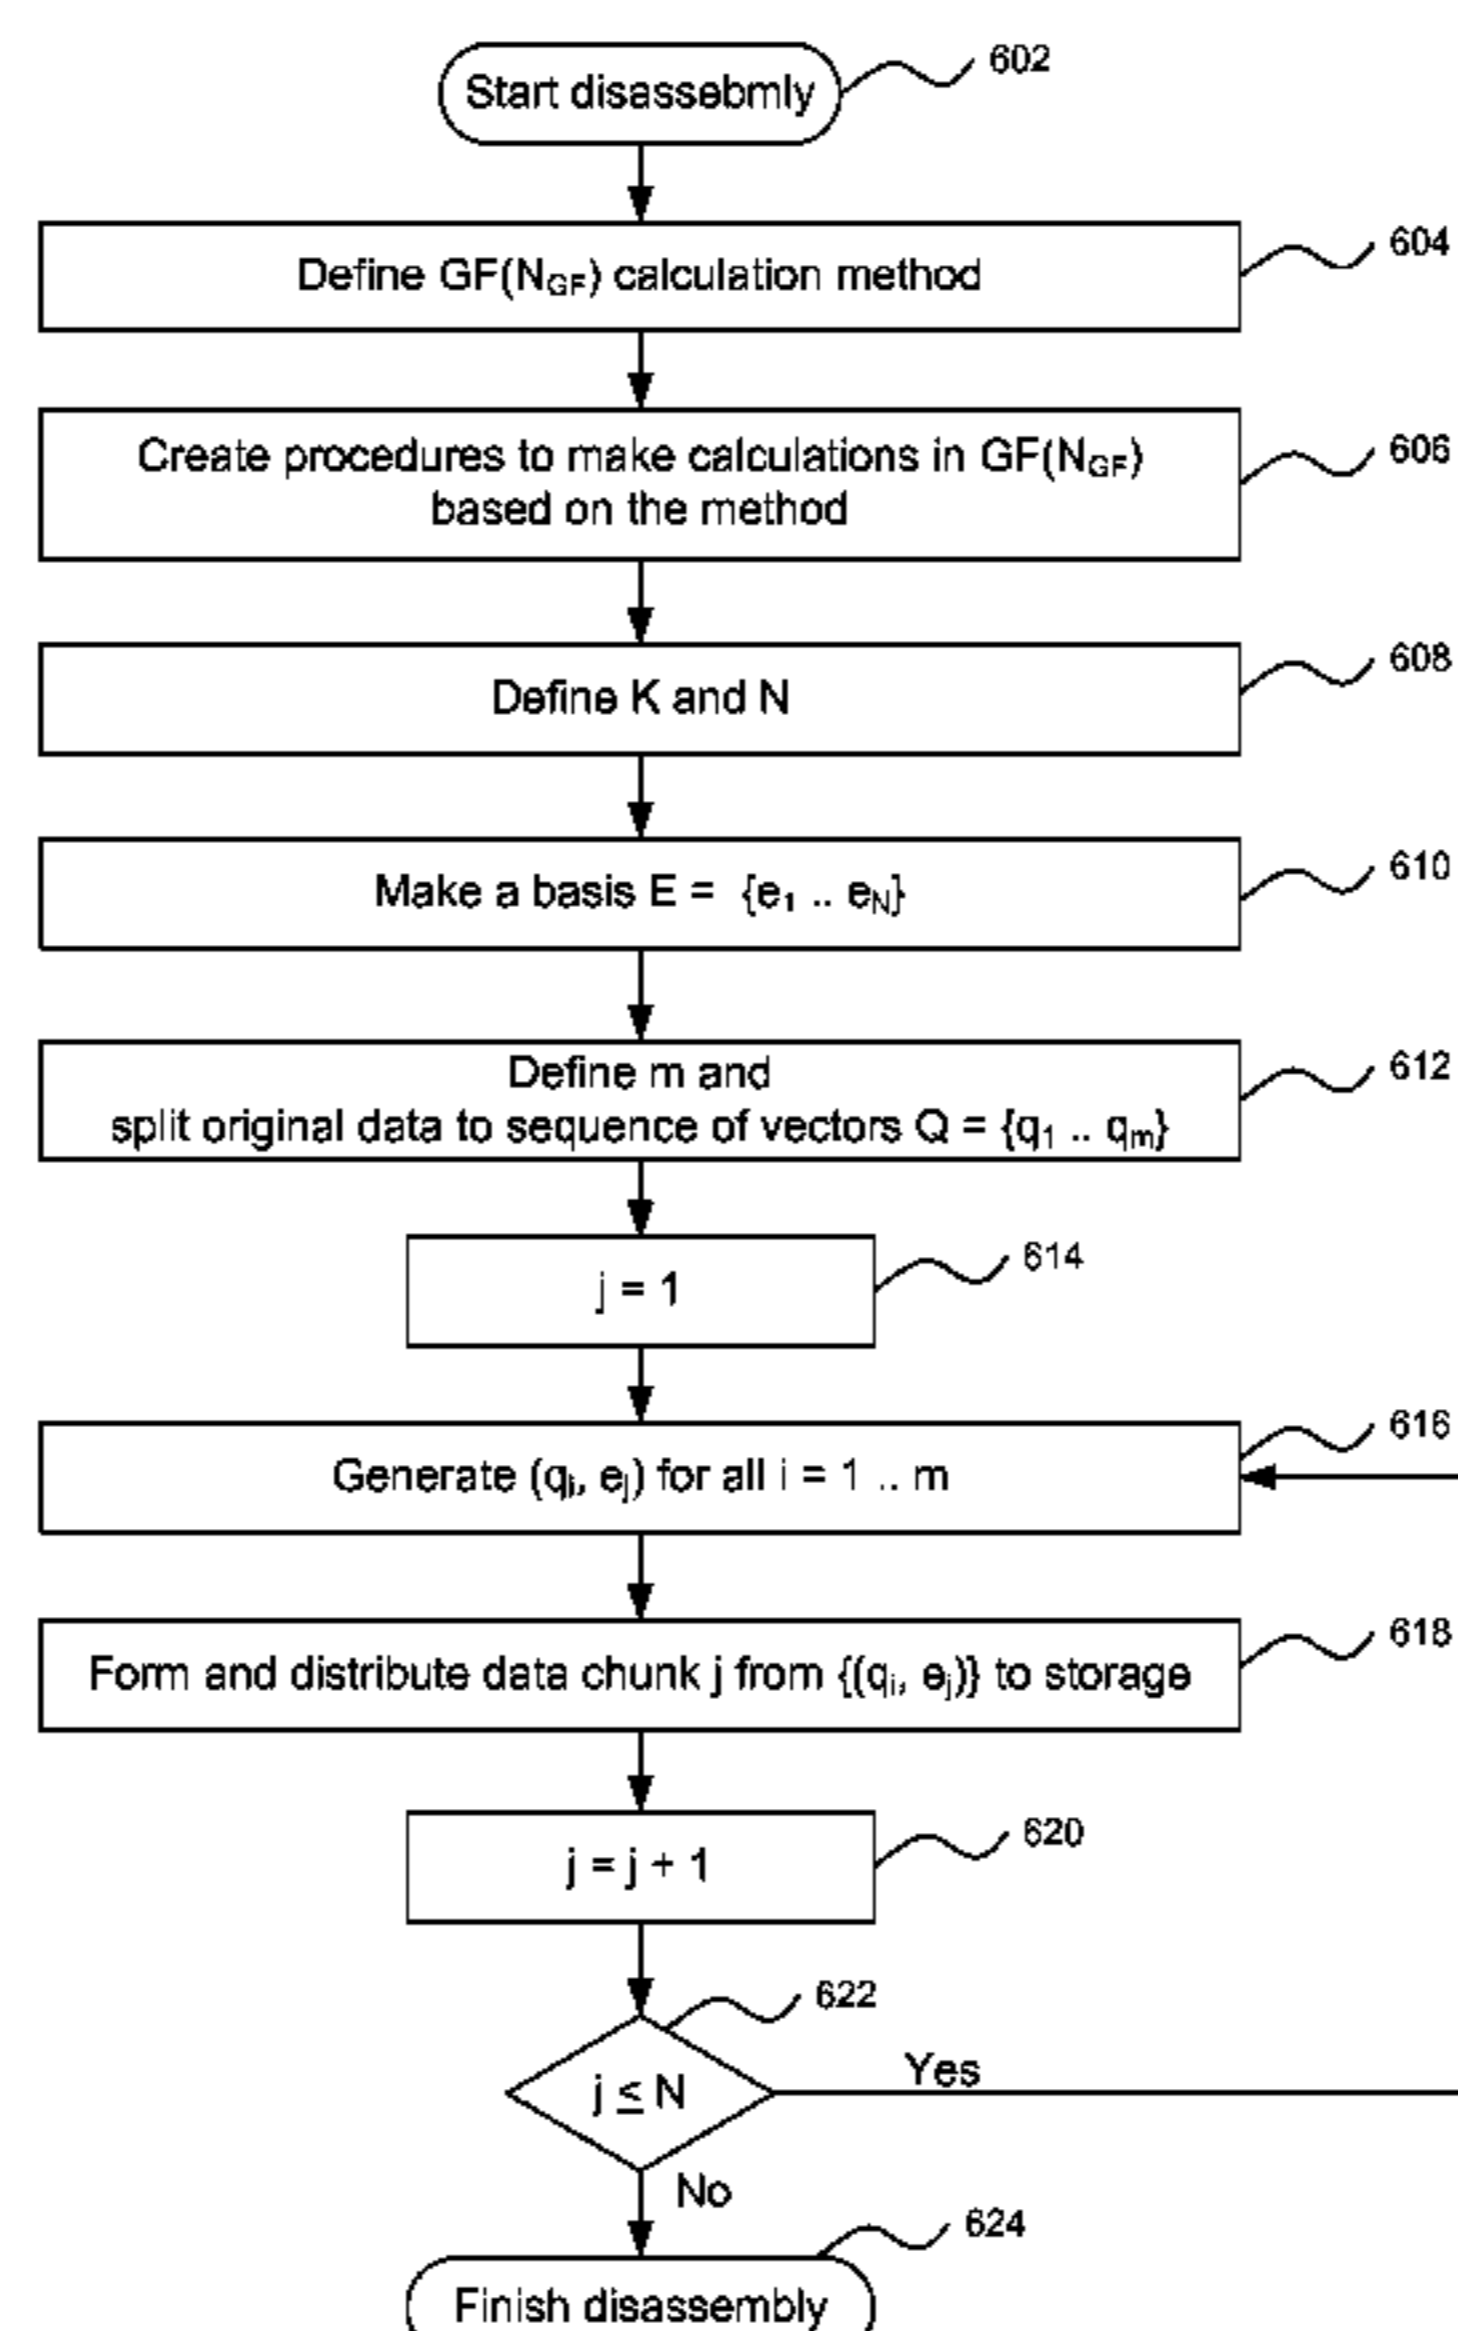 Start disassebmly
602
Define GF(N_GF) calculation method
604
Create procedures to make calculations in GF(N_GF)
based on the method
606
Define K and N
608
Make a basis E = {e₁ .. e_N}
610
Define m and
split original data to sequence of vectors Q = {q₁ .. qₘ}
612
j = 1
614
Generate (qᵢ, eⱼ) for all i = 1 .. m
616
Form and distribute data chunk j from {(qᵢ, eⱼ)} to storage
618
j = j + 1
620
622
j ≤ N
Yes
No
624
Finish disassembly